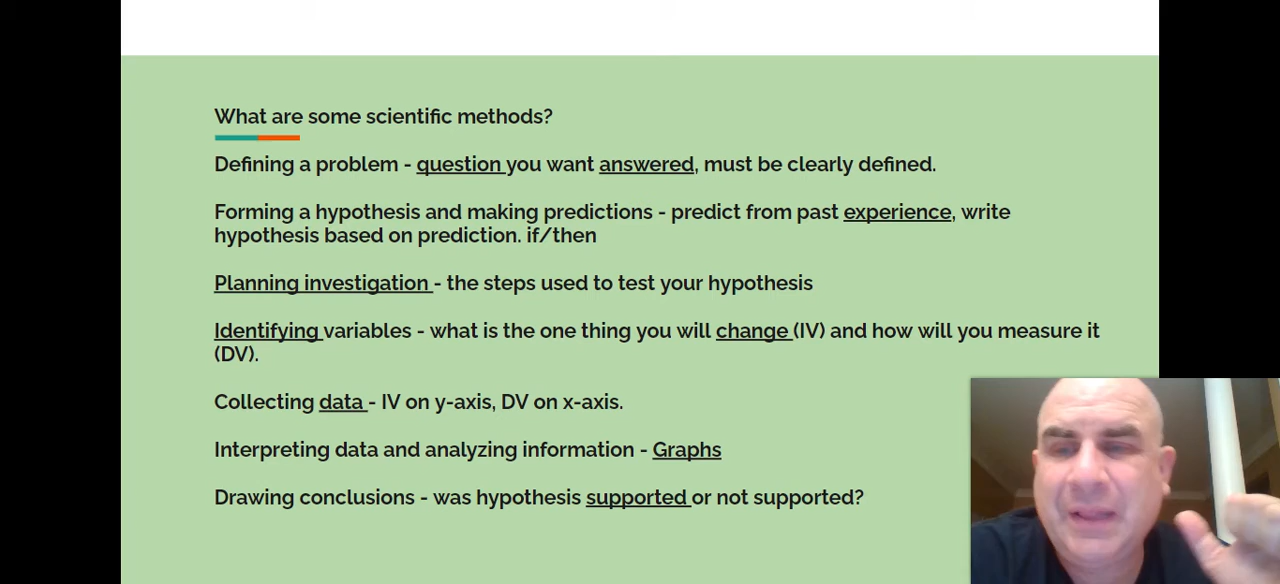 What are some scientific methods?
Defining a problem - question you want answered, must be clearly defined.
Forming a hypothesis and making predictions - predict from past experience, write
hypothesis based on prediction. if/then
Planning investigation - the steps used to test your hypothesis
Identifying variables - what is the one thing you will change (IV) and how will you measure it
(DV).
Collecting data - IV on y-axis, DV on x-axis.
Interpreting data and analyzing information - Graphs
Drawing conclusions - was hypothesis supported or not supported?